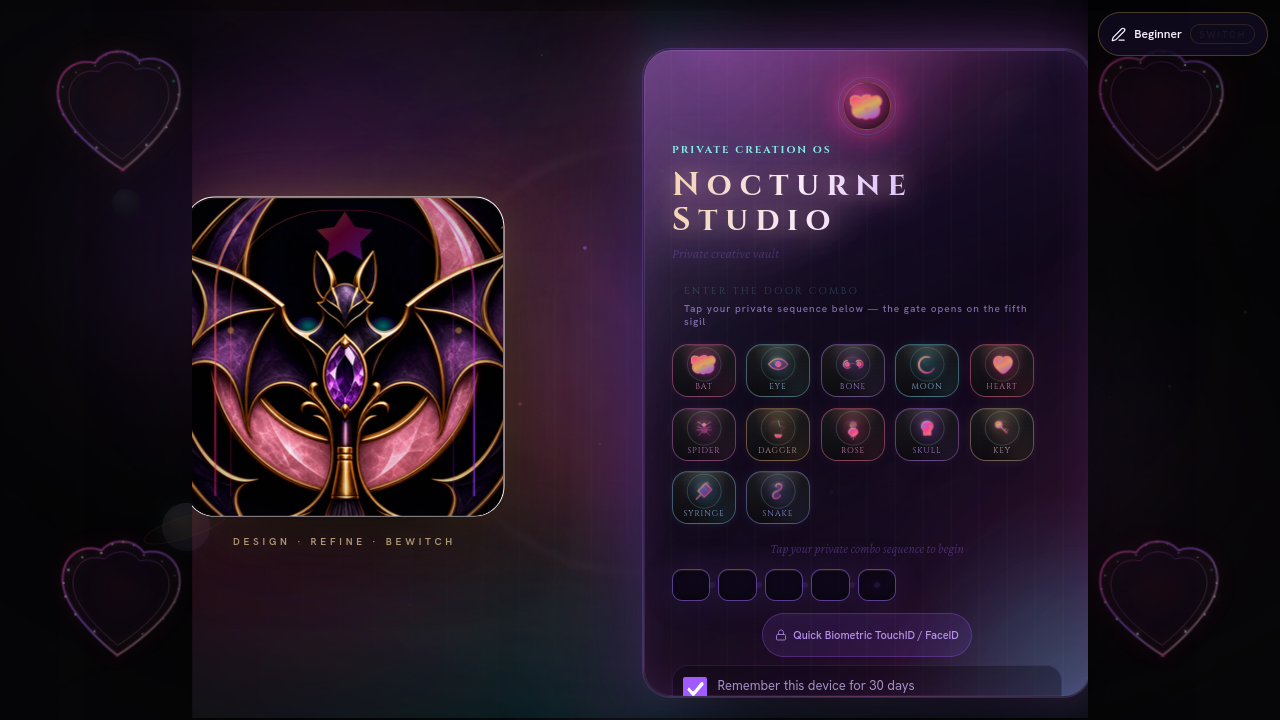 Beginner
SWITCH
PRIVATE CREATION OS
NOCTURNE
STUDIO
Private creative vault
ENTER THE DOOR COMBO
Tap your private sequence below — the gate opens on the fifth
sigil
BAT
EYE
BONE
MOON
HEART
SPIDER
DAGGER
ROSE
SKULL
KEY
SYRINGE
SNAKE
DESIGN · REFINE · BEWITCH
Tap your private combo sequence to begin
Quick Biometric TouchID / FaceID
Remember this device for 30 days